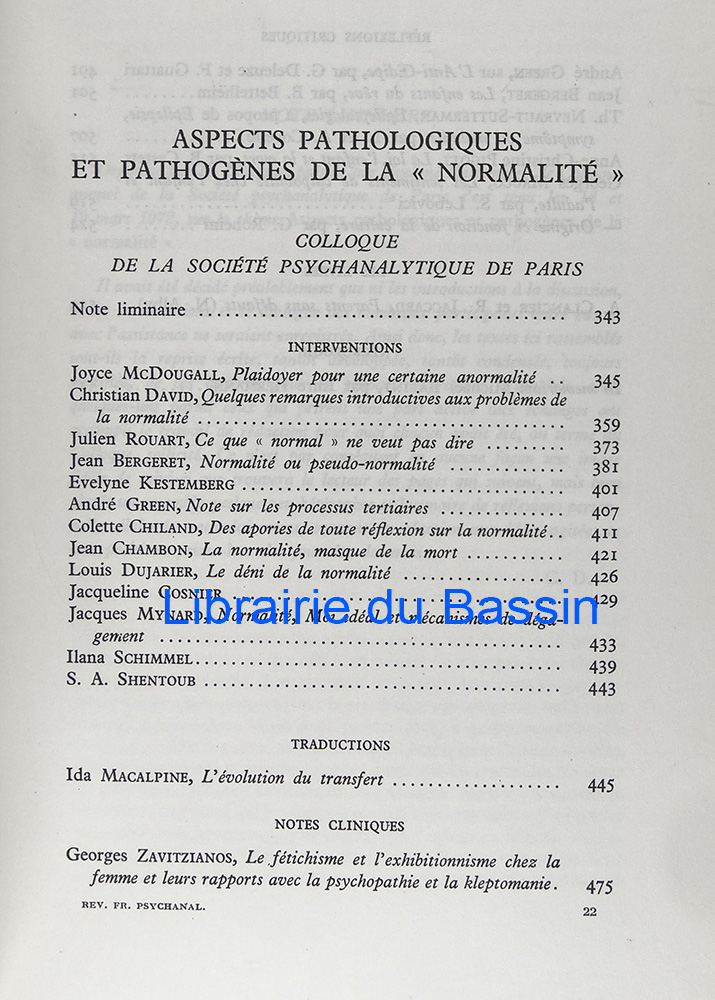 ASPECTS PATHOLOGIQUES
ET PATHOGÈNES DE LA « NORMALITÉ »
COLLOQUE
DE LA SOCIÉTÉ PSYCHANALYTIQUE DE PARIS
Note liminaire ........................................ 343
INTERVENTIONS
Joyce McDOUGALL, Plaidoyer pour une certaine anormalité .. 345
Christian DAVID, Quelques remarques introductives aux problèmes de
la normalité ........................................ 359
Julien ROUART, Ce que « normal » ne veut pas dire ......... 373
Jean BERGERET, Normalité ou pseudo-normalité ............. 381
Evelyne KESTEMBERG ................................... 401
André GREEN, Note sur les processus tertiaires .............. 407
Colette CHILAND, Des apories de toute réflexion sur la normalité.. 411
Jean CHAMBON, La normalité, masque de la mort ........... 421
Louis DUJARIER, Le déni de la normalité .................. 426
Jacqueline COSNIER ..................................... 429
Librairie du Bassin
Jacques MYNARD, Normalité, Moi idéal et mécanismes de déga-
gement ............................................ 433
Ilana SCHIMMEL........................................ 439
S. A. SHENTOUB ....................................... 443
TRADUCTIONS
Ida MACALPINE, L'évolution du transfert ................... 445
NOTES CLINIQUES
Georges ZAVITZIANOS, Le fétichisme et l'exhibitionnisme chez la
femme et leurs rapports avec la psychopathie et la kleptomanie. 475
REV. FR. PSYCHANAL. 22